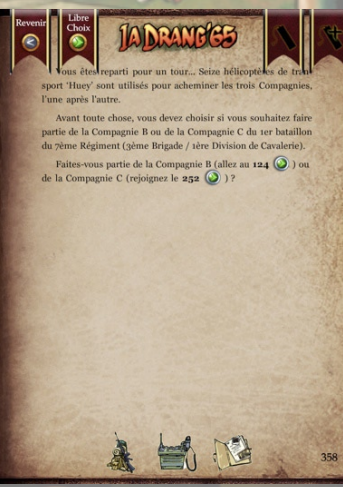 Revenir
Libre
Choix
IA DRANG'65
Vous êtes reparti pour un tour... Seize hélicoptères de tran-
sport 'Huey' sont utilisés pour acheminer les trois Compagnies,
l'une après l'autre.
Avant toute chose, vous devez choisir si vous souhaitez faire
partie de la Compagnie B ou de la Compagnie C du 1er bataillon
du 7ème Régiment (3ème Brigade / 1ère Division de Cavalerie).
Faites-vous partie de la Compagnie B (allez au 124 ) ou
de la Compagnie C (rejoignez le 252 ) ?
358